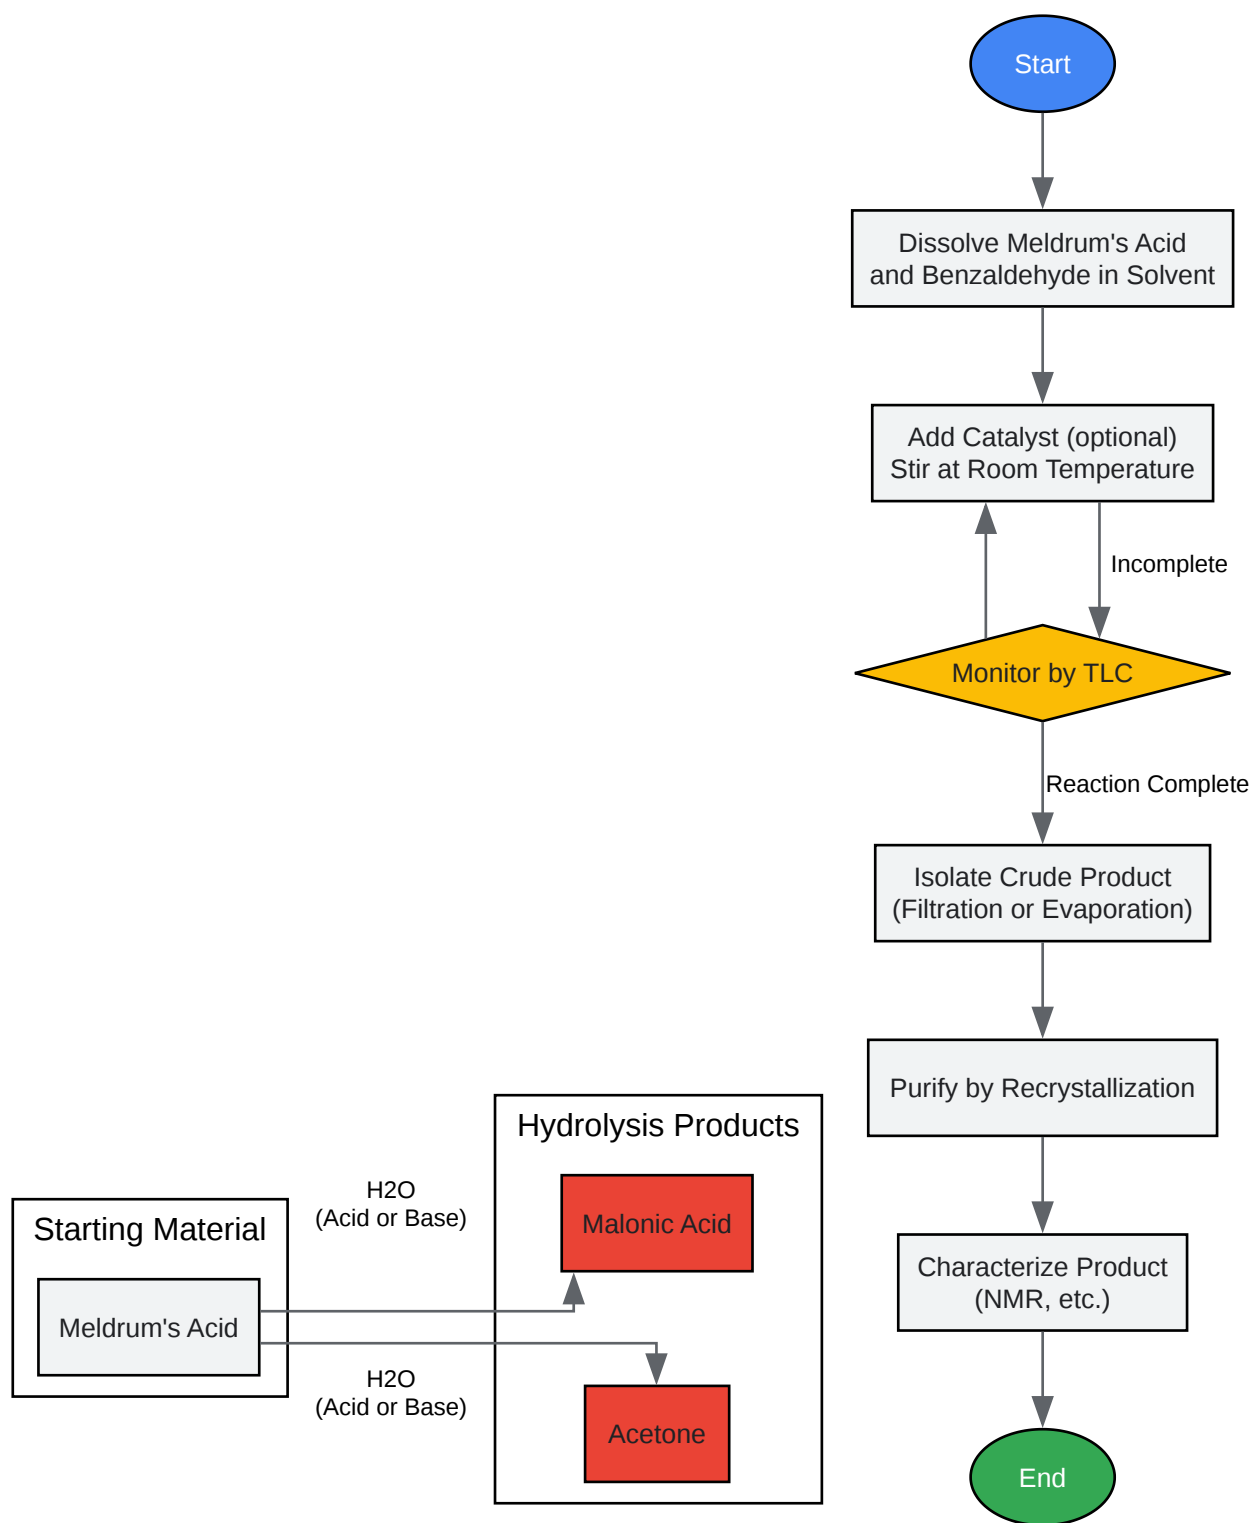 Start
Dissolve Meldrum's Acid
and Benzaldehyde in Solvent
Add Catalyst (optional)
Stir at Room Temperature
Incomplete
Monitor by TLC
Reaction Complete
Isolate Crude Product
(Filtration or Evaporation)
Purify by Recrystallization
Characterize Product
(NMR, etc.)
End
Starting Material
Meldrum's Acid
H2O
(Acid or Base)
H2O
(Acid or Base)
Hydrolysis Products
Malonic Acid
Acetone